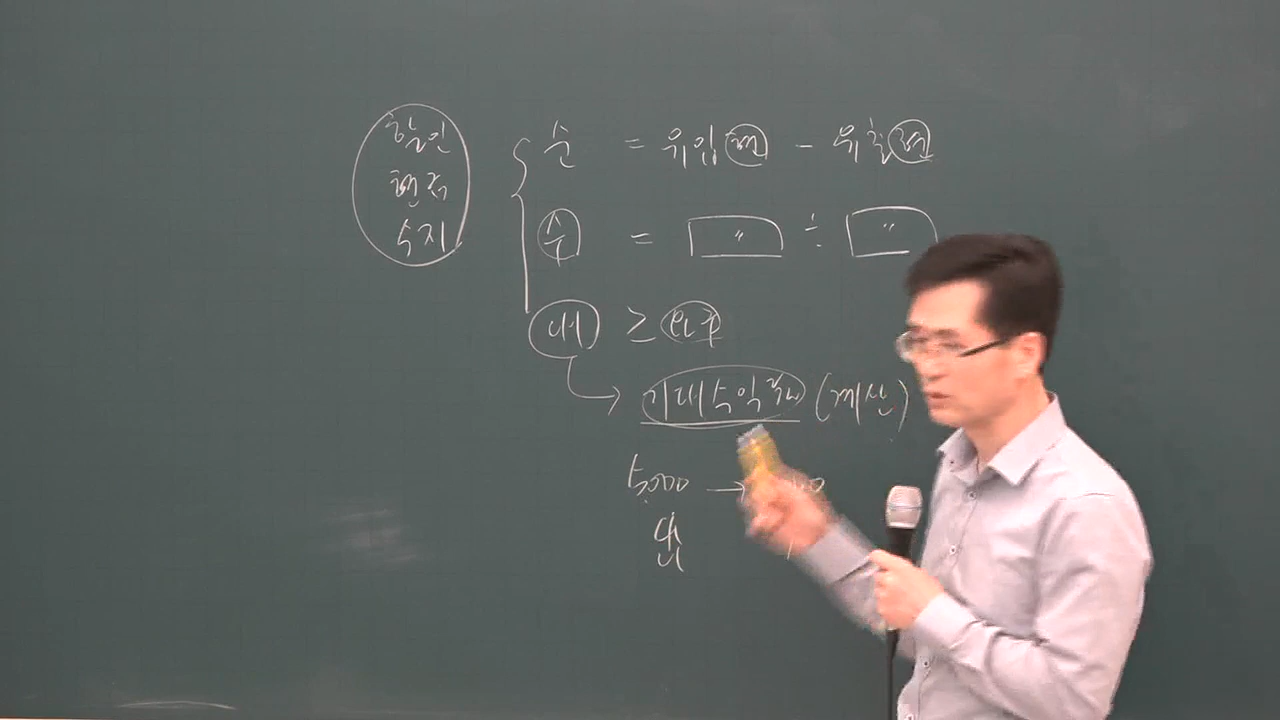 할인
현금
수지
순 = 유입현 - 유출현
수 = 〃 ÷ 〃
내 ≥ 요구
기대수익률 (계산)
5,000 →